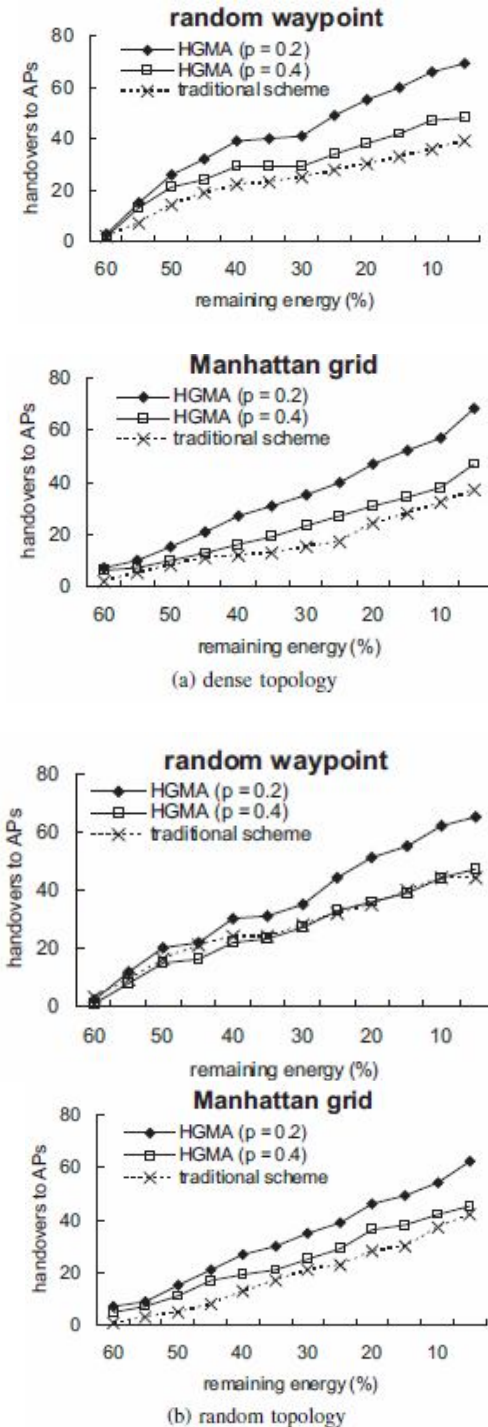 random waypoint
HGMA (p = 0.2)
HGMA (p = 0.4)
traditional scheme
handovers to APs
80
60
40
20
0
60 50 40 30 20 10
remaining energy (%)
Manhattan grid
HGMA (p = 0.2)
HGMA (p = 0.4)
traditional scheme
handovers to APs
80
60
40
20
0
60 50 40 30 20 10
remaining energy (%)
(a) dense topology
random waypoint
HGMA (p = 0.2)
HGMA (p = 0.4)
traditional scheme
handovers to APs
80
60
40
20
0
60 50 40 30 20 10
remaining energy (%)
Manhattan grid
HGMA (p = 0.2)
HGMA (p = 0.4)
traditional scheme
handovers to APs
80
60
40
20
0
60 50 40 30 20 10
remaining energy (%)
(b) random topology